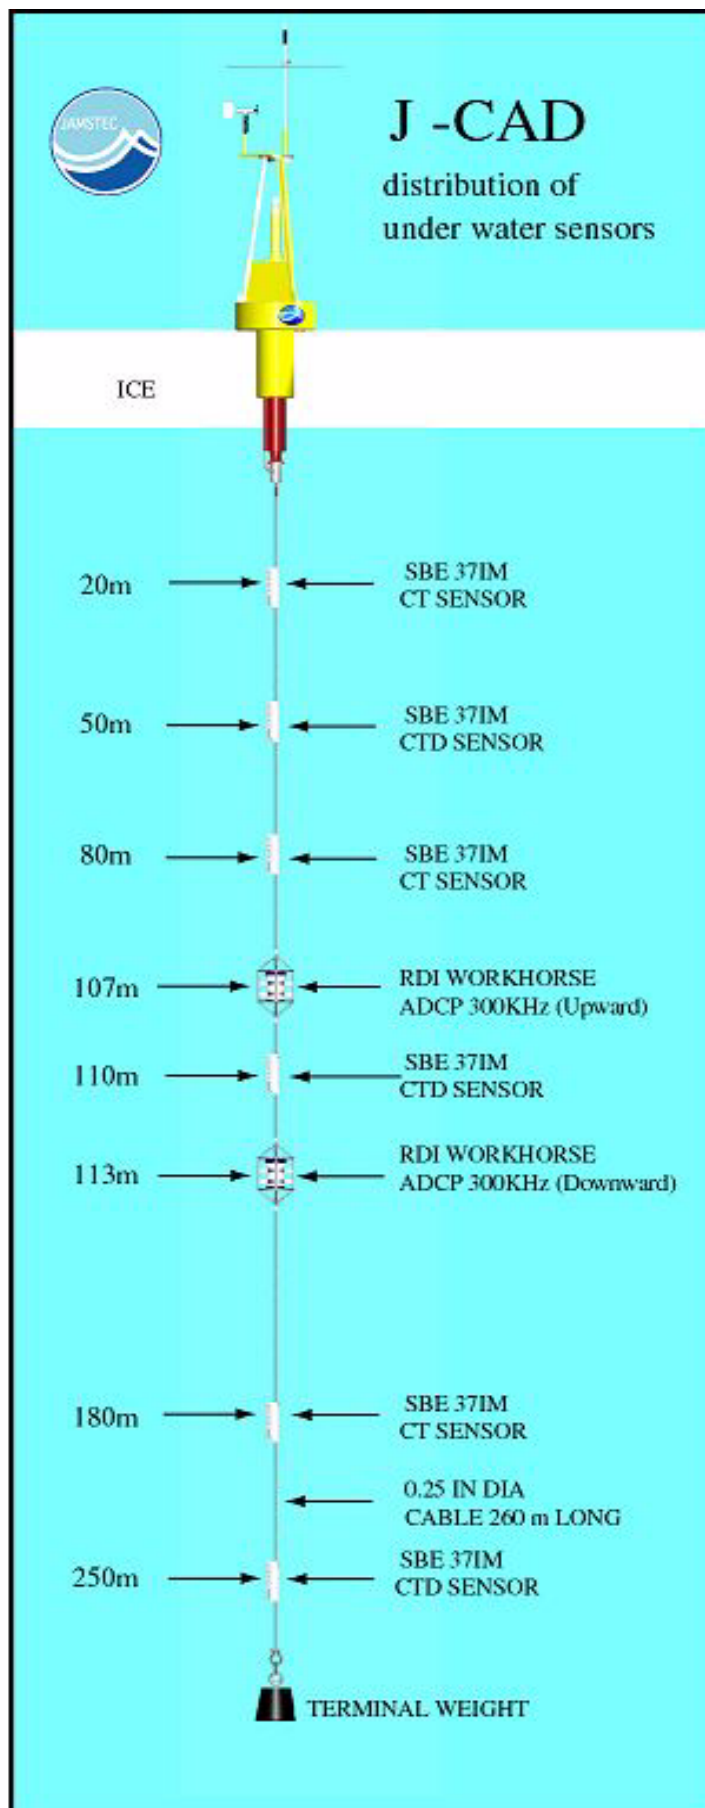 JAMSTEC
J -CAD
distribution of
under water sensors
ICE
20m
SBE 37IM
CT SENSOR
50m
SBE 37IM
CTD SENSOR
80m
SBE 37IM
CT SENSOR
107m
RDI WORKHORSE
ADCP 300KHz (Upward)
110m
SBE 37IM
CTD SENSOR
113m
RDI WORKHORSE
ADCP 300KHz (Downward)
180m
SBE 37IM
CT SENSOR
0.25 IN DIA
CABLE 260 m LONG
250m
SBE 37IM
CTD SENSOR
TERMINAL WEIGHT